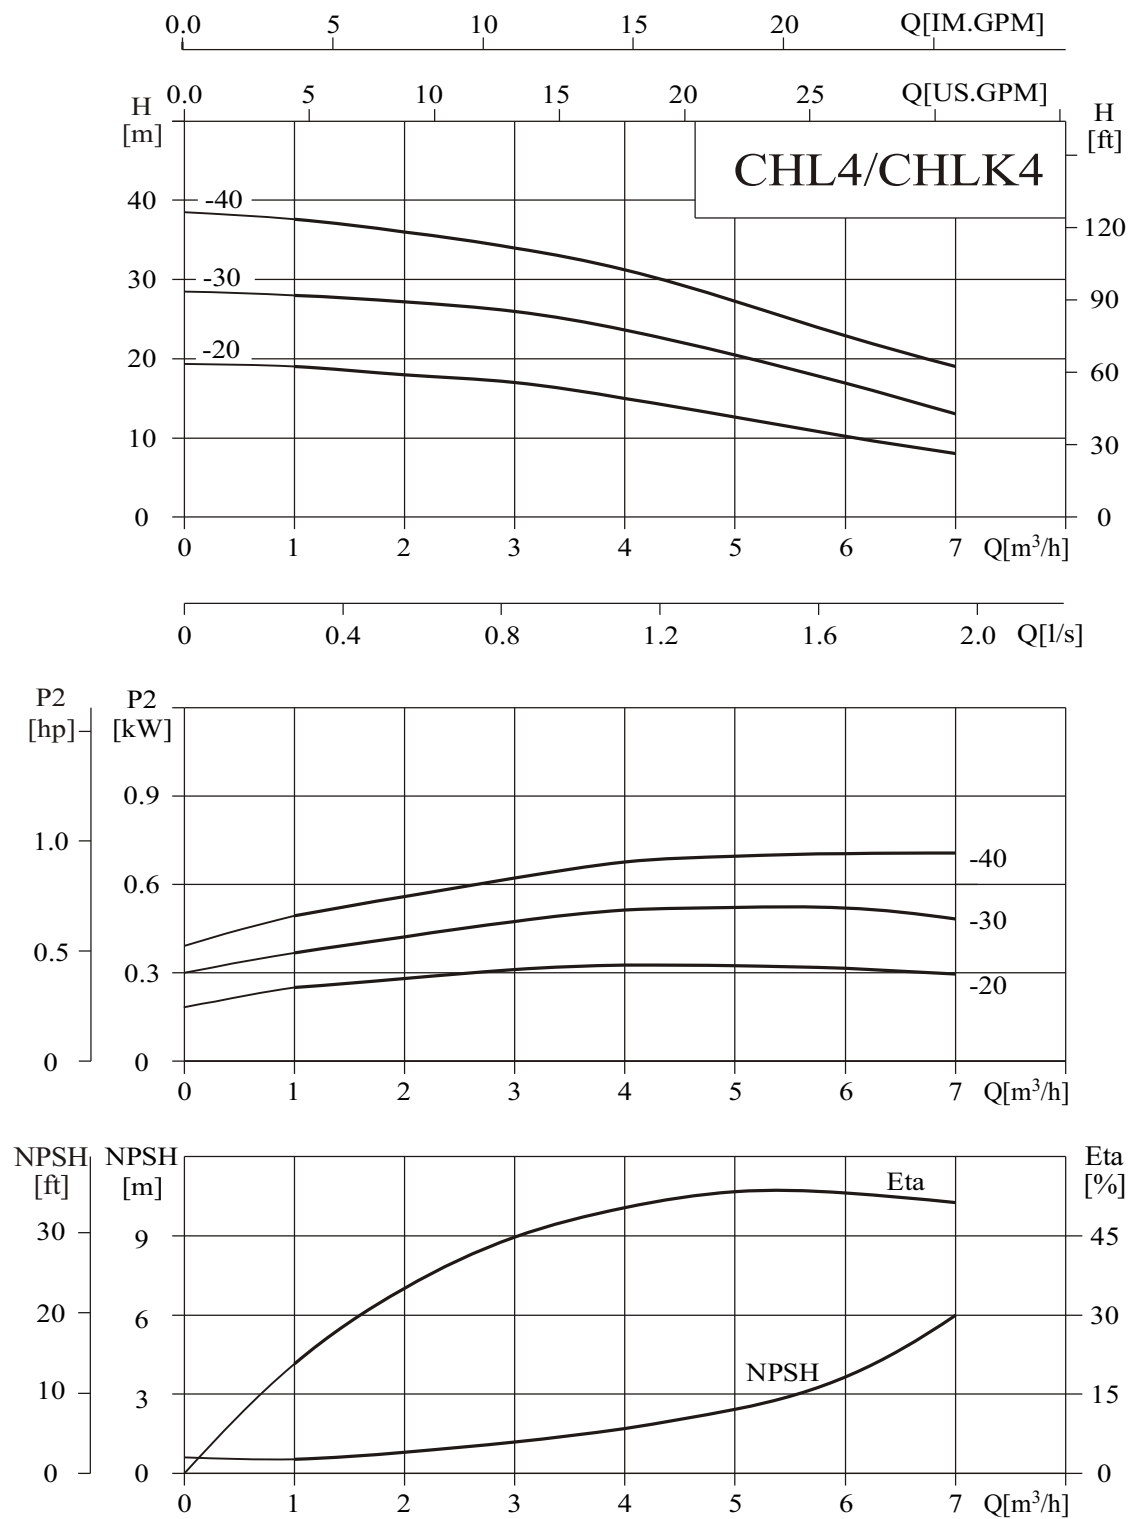 0.0 5 10 15 20 Q[IM.GPM]
0.0 5 10 15 20 25 Q[US.GPM]
H
[m]
H
[ft]
CHL4/CHLK4
40
30
20
10
0
-40
-30
-20
120
90
60
30
0
0 1 2 3 4 5 6 7 Q[m³/h]
0 0.4 0.8 1.2 1.6 2.0 Q[l/s]
P2
[hp]
P2
[kW]
1.0
0.5
0
0.9
0.6
0.3
0
-40
-30
-20
0 1 2 3 4 5 6 7 Q[m³/h]
NPSH
[ft]
NPSH
[m]
Eta
[%]
30
20
10
0
9
6
3
0
Eta
NPSH
45
30
15
0
0 1 2 3 4 5 6 7 Q[m³/h]